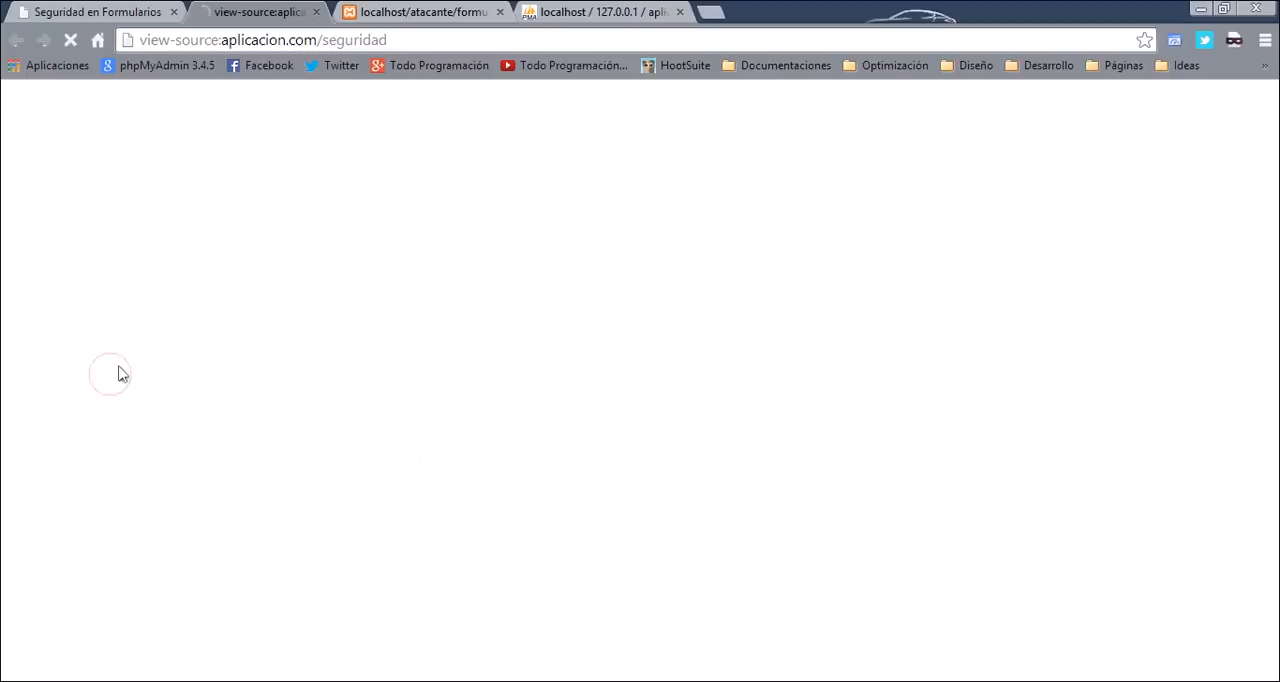 Seguridad en Formularios
view-source:aplica
localhost/atacante/formu
localhost / 127.0.0.1 / apli
view-source:aplicacion.com/seguridad
Aplicaciones phpMyAdmin 3.4.5 Facebook Twitter Todo Programación Todo Programación... HootSuite Documentaciones Optimización Diseño Desarrollo Páginas Ideas »